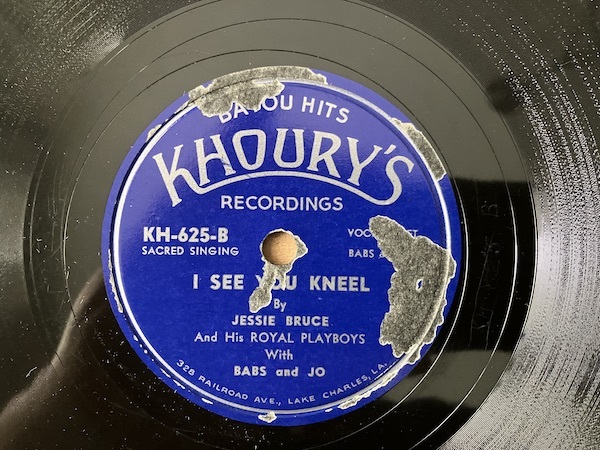 BAYOU HITS
KHOURY'S
RECORDINGS
KH-625-B
SACRED SINGING
BABS
I SEE YOU KNEEL
By
JESSIE BRUCE
And His ROYAL PLAYBOYS
With
BABS and JO
328 RAILROAD AVE., LAKE CHARLES, LA.